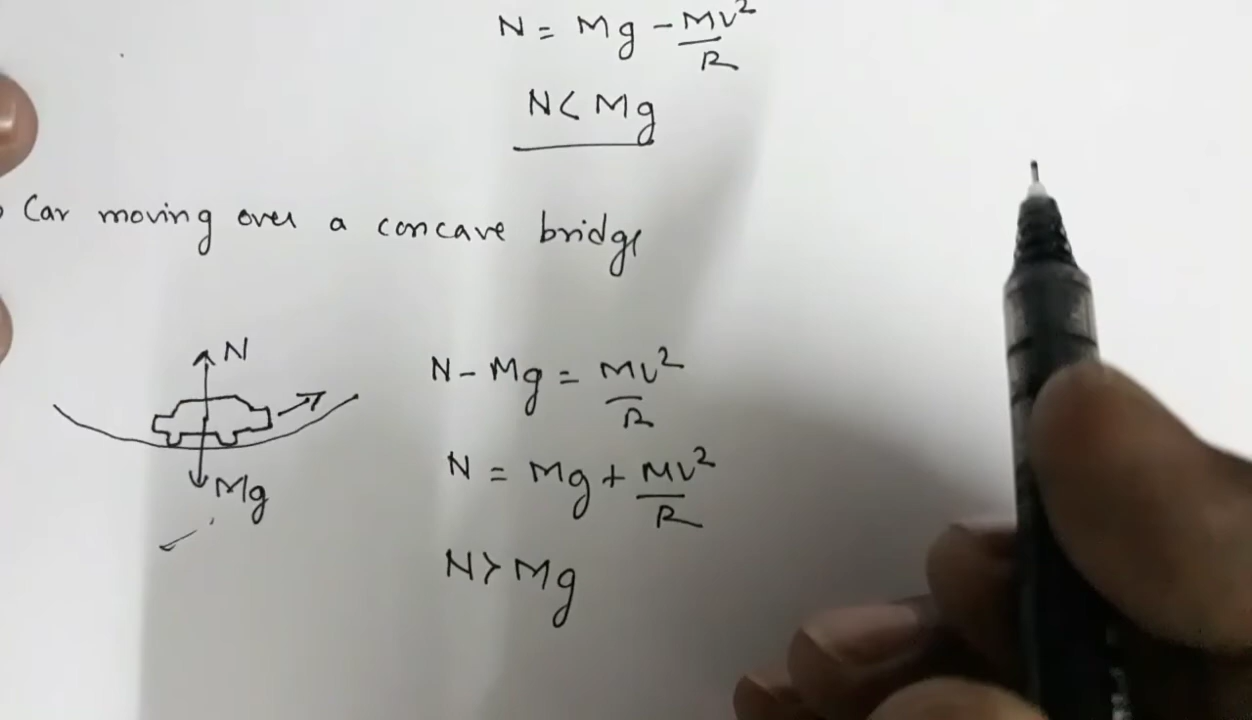 N = Mg - Mv²/R
N < Mg
Car moving over a concave bridge
N
Mg
N - Mg = Mv²/R
N = Mg + Mv²/R
N > Mg